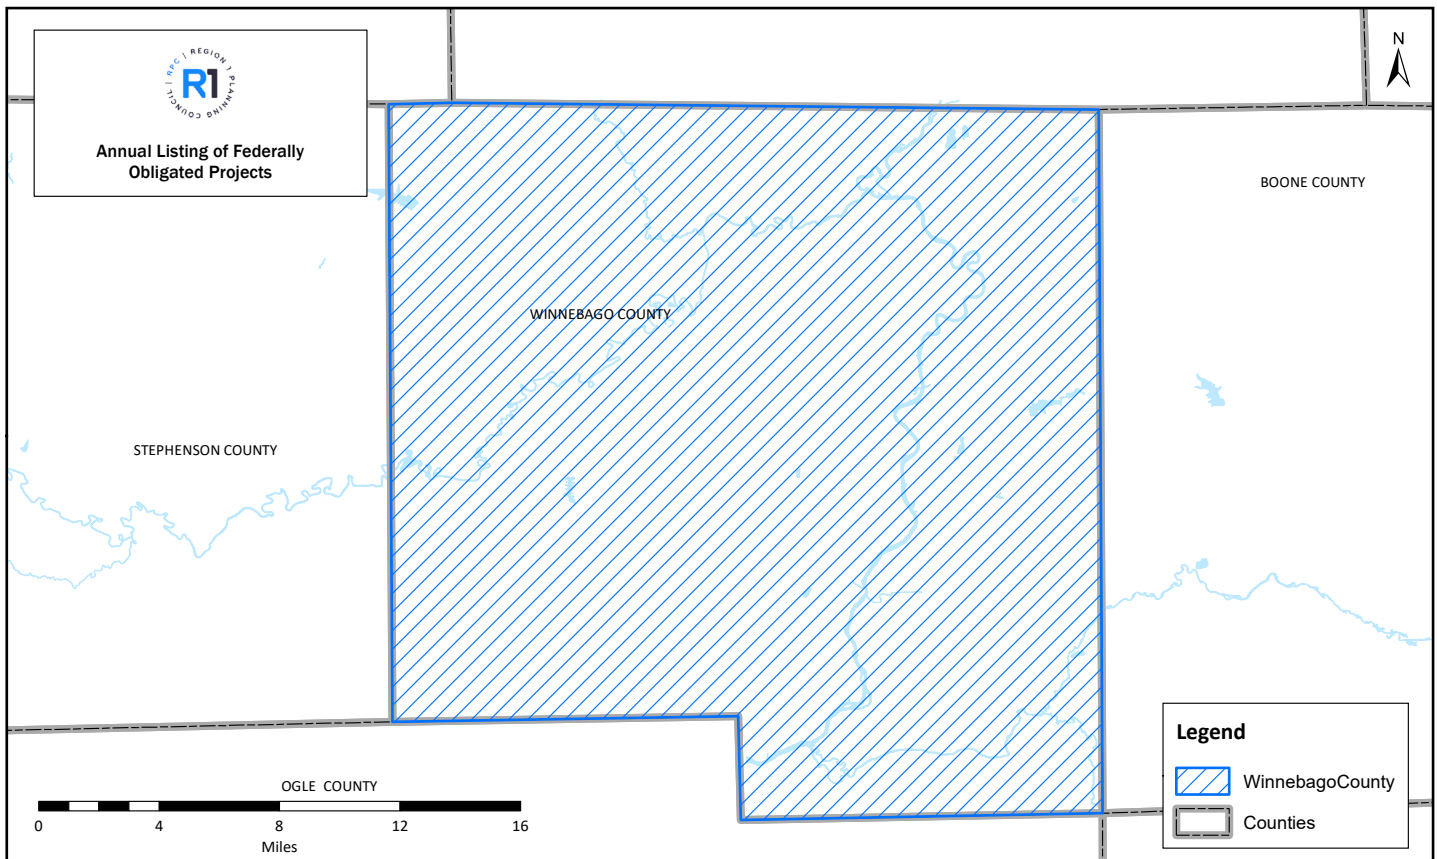 RPC | REGION 1 PLANNING COUNCIL |
R1
Annual Listing of Federally
Obligated Projects
N
BOONE COUNTY
WINNEBAGO COUNTY
STEPHENSON COUNTY
OGLE COUNTY
0 4 8 12 16
Miles
Legend
WinnebagoCounty
Counties